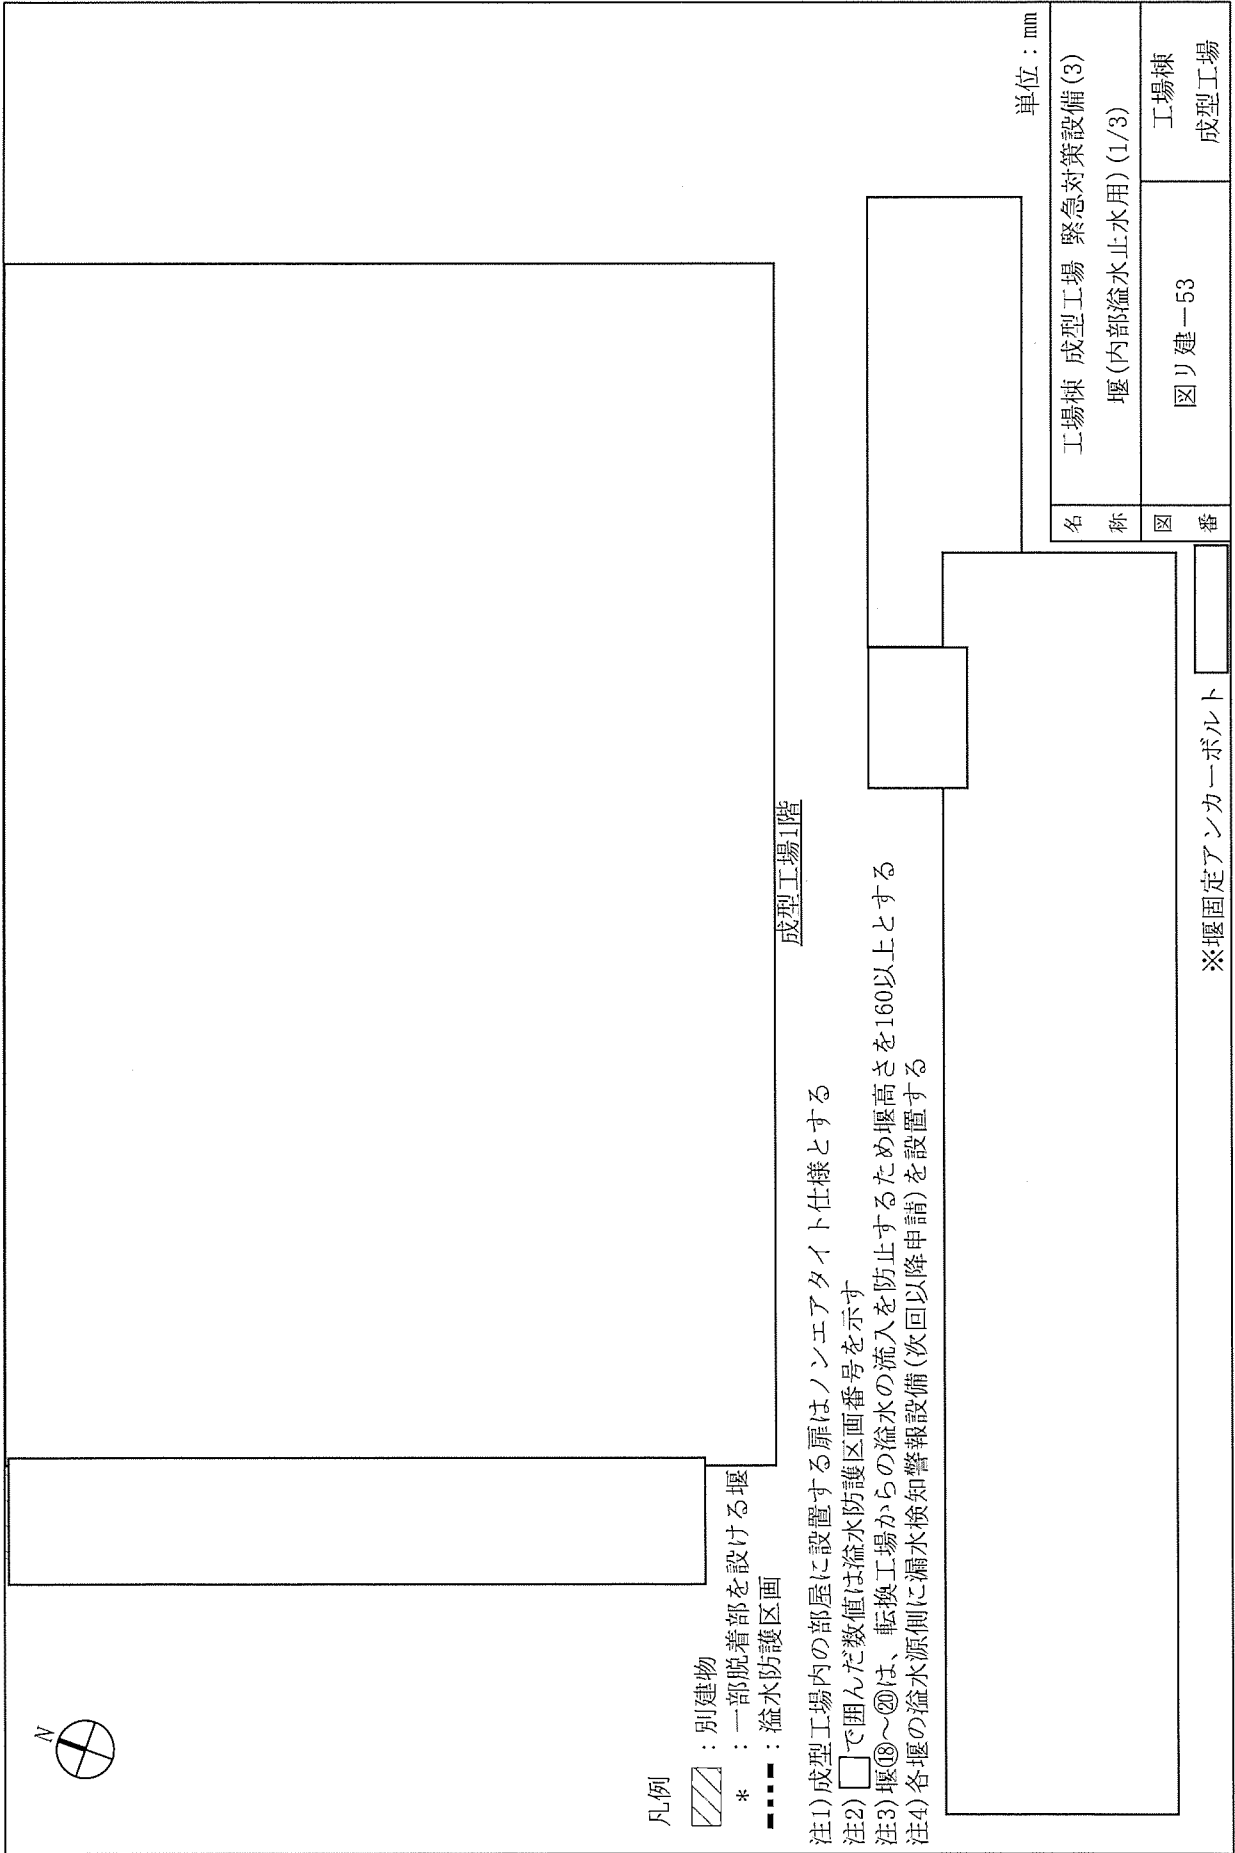 N
凡例
：別建物
＊ ：一部脱着部を設ける堰
：溢水防護区画
成型工場1階
注1)成型工場内の部屋に設置する扉はノンエアタイト仕様とする
注2)□で囲んだ数値は溢水防護区画番号を示す
注3)堰⑱～⑳は、転換工場からの溢水の流入を防止するため堰高さを160以上とする
注4)各堰の溢水源側に漏水検知警報設備(次回以降申請)を設置する
※堰固定アンカーボルト
単位：mm
名称
工場棟 成型工場 緊急対策設備(3)
堰(内部溢水止水用)(1/3)
図番
図リ建－53
工場棟
成型工場